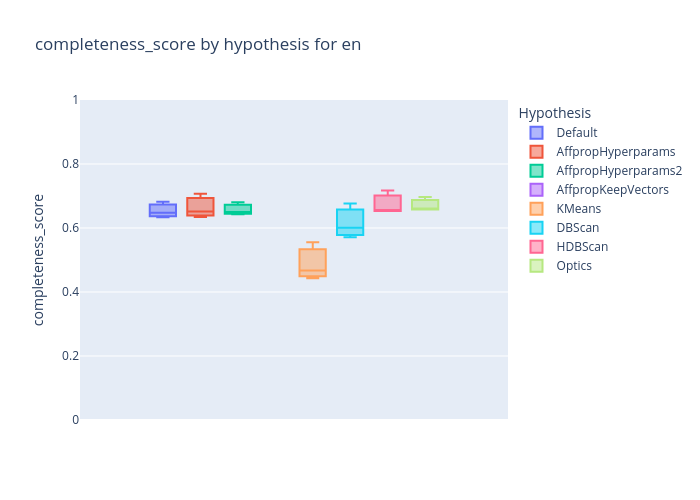 completeness_score by hypothesis for en
completeness_score
1
0.8
0.6
0.4
0.2
0
Hypothesis
Default
AffpropHyperparams
AffpropHyperparams2
AffpropKeepVectors
KMeans
DBScan
HDBScan
Optics